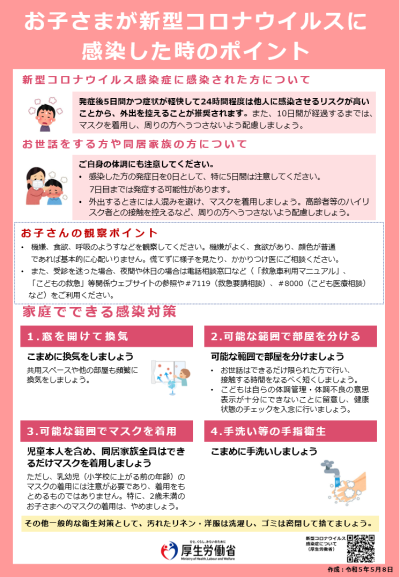 お子さまが新型コロナウイルスに
感染した時のポイント
新型コロナウイルス感染症に感染された方について
発症後5日間かつ症状が軽快して24時間程度は他人に感染させるリスクが高い
ことから、外出を控えることが推奨されます。また、10日間が経過するまでは、
マスクを着用し、周りの方へうつさないよう配慮しましょう。
お世話をする方や同居家族の方について
ご自身の体調にも注意してください。
・ 感染した方の発症日を0日として、特に5日間は注意してください。
7日目までは発症する可能性があります。
・ 外出するときには人混みを避け、マスクを着用しましょう。高齢者等のハイリ
スク者との接触を控えるなど、周りの方へうつさないよう配慮しましょう。
お子さんの観察ポイント
・ 機嫌、食欲、呼吸のようすなどを観察してください。機嫌がよく、食欲があり、顔色が普通
であれば基本的に心配いりません。慌てずに様子を見たり、かかりつけ医にご相談ください。
・ また、受診を迷った場合、夜間や休日の場合は電話相談窓口など（「救急車利用マニュアル」、
「こどもの救急」等関係ウェブサイトの参照や♯7119（救急要請相談）、♯8000（こども医療相談）
など）をご利用ください。
家庭でできる感染対策
1.窓を開けて換気
こまめに換気をしましょう
共用スペースや他の部屋も頻繁に
換気をしましょう。
2.可能な範囲で部屋を分ける
可能な範囲で部屋を分けましょう
・ お世話はできるだけ限られた方で行い、
接触する時間をなるべく短くしましょう。
・ こどもは自らの体調管理・体調不良の意思
表示が十分にできないことに留意し、健康
状態のチェックを入念に行いましょう。
3.可能な範囲でマスクを着用
児童本人を含め、同居家族全員はでき
るだけマスクを着用しましょう
ただし、乳幼児（小学校に上がる前の年齢）の
マスクの着用には注意が必要であり、着用をも
とめるものではありません。特に、2歳未満の
お子さまへのマスクの着用は、やめましょう。
4.手洗い等の手指衛生
こまめに手洗いしましょう
その他一般的な衛生対策として、汚れたリネン・洋服は洗濯し、ゴミは密閉して捨てましょう。
ひと、くらし、みらいのために
厚生労働省
Ministry of Health, Labour and Welfare
新型コロナウイルス
感染症について
（厚生労働省）
作成：令和5年5月8日